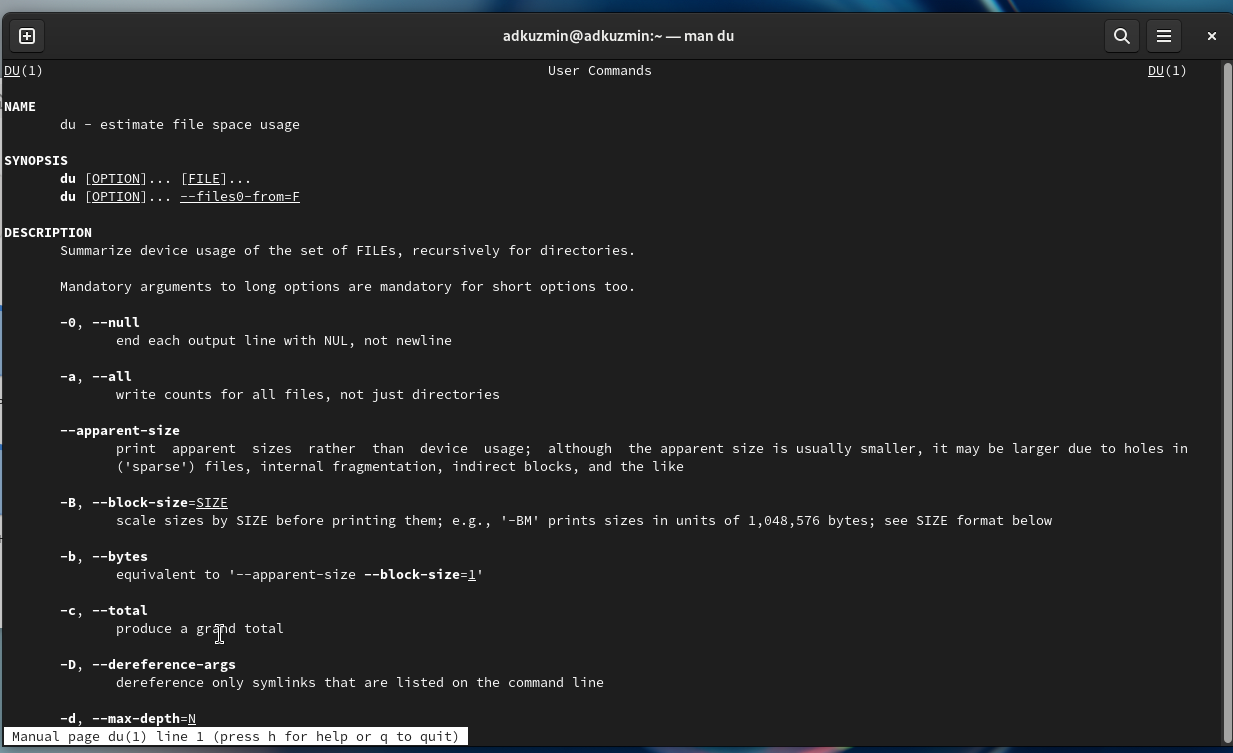 adkuzmin@adkuzmin:~ — man du
DU(1) User Commands DU(1)
NAME
du - estimate file space usage
SYNOPSIS
du [OPTION]... [FILE]...
du [OPTION]... --files0-from=F
DESCRIPTION
Summarize device usage of the set of FILEs, recursively for directories.
Mandatory arguments to long options are mandatory for short options too.
-0, --null
end each output line with NUL, not newline
-a, --all
write counts for all files, not just directories
--apparent-size
print apparent sizes rather than device usage; although the apparent size is usually smaller, it may be larger due to holes in
('sparse') files, internal fragmentation, indirect blocks, and the like
-B, --block-size=SIZE
scale sizes by SIZE before printing them; e.g., '-BM' prints sizes in units of 1,048,576 bytes; see SIZE format below
-b, --bytes
equivalent to '--apparent-size --block-size=1'
-c, --total
produce a grand total
-D, --dereference-args
dereference only symlinks that are listed on the command line
-d, --max-depth=N
Manual page du(1) line 1 (press h for help or q to quit)